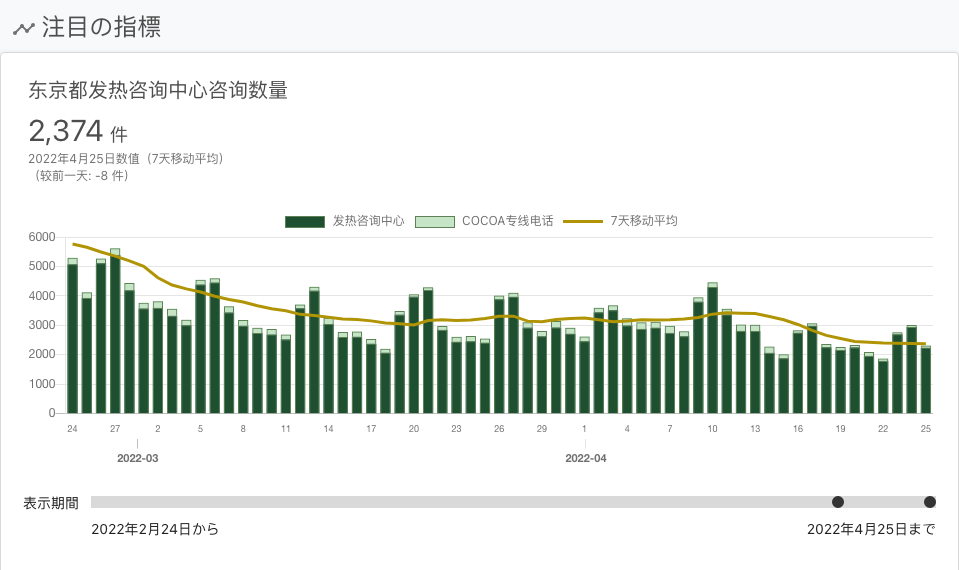 注目の指標
东京都发热咨询中心咨询数量
2,374 件
2022年4月25日数值（7天移动平均）
（较前一天: -8 件）
发热咨询中心 COCOA专线电话 7天移动平均
6000
5000
4000
3000
2000
1000
0
24 27 2 5 8 11 14 17 20 23 26 29 1 4 7 10 13 16 19 22 25
2022-03 2022-04
表示期間
2022年2月24日から 2022年4月25日まで